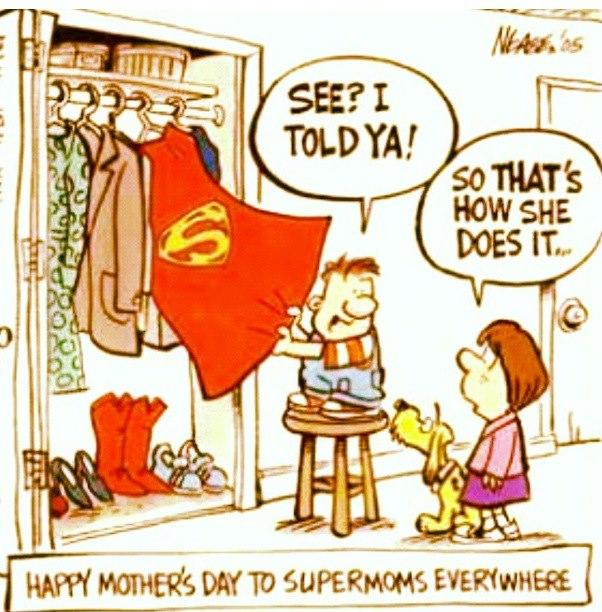 SEE? I
TOLD YA!
SO THAT'S
HOW SHE
DOES IT...
S
HAPPY MOTHER'S DAY TO SUPERMOMS EVERYWHERE